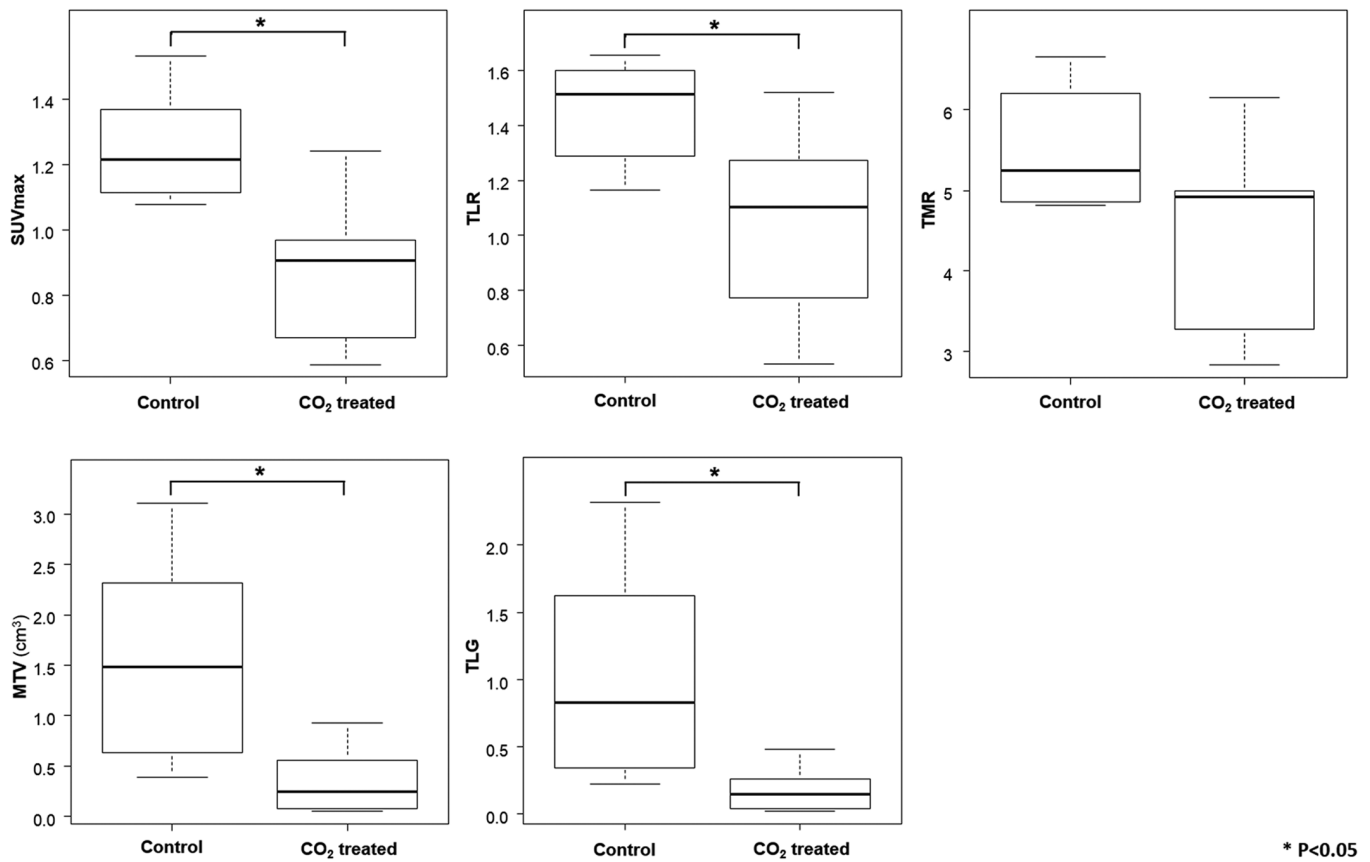 *
SUVmax
1.4
1.2
1.0
0.8
0.6
Control
CO₂ treated
*
TLR
1.6
1.4
1.2
1.0
0.8
0.6
Control
CO₂ treated
TMR
6
5
4
3
Control
CO₂ treated
*
MTV (cm³)
3.0
2.5
2.0
1.5
1.0
0.5
0.0
Control
CO₂ treated
*
TLG
2.0
1.5
1.0
0.5
0.0
Control
CO₂ treated
* P<0.05